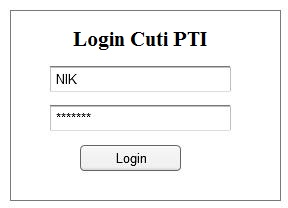 Login Cuti PTI
NIK
*******
Login